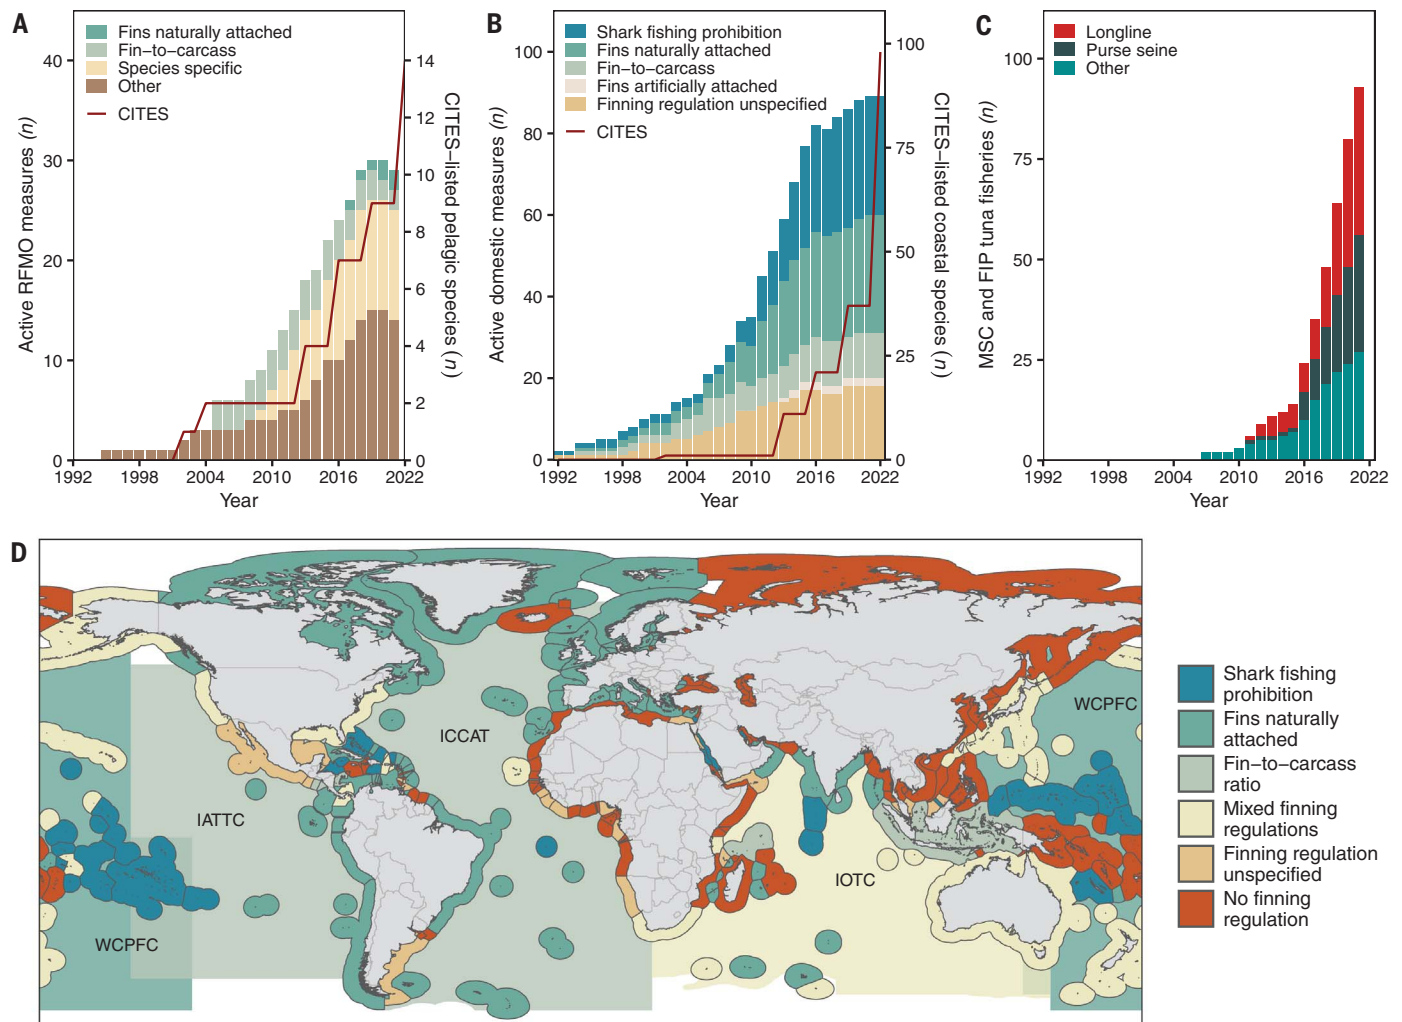 A
Fins naturally attached
Fin−to−carcass
Species specific
Other
CITES
Active RFMO measures (n)
40
30
20
10
0
14
12
10
8
6
4
2
0
CITES−listed pelagic species (n)
1992
1998
2004
2010
2016
2022
Year
B
Shark fishing prohibition
Fins naturally attached
Fin−to−carcass
Fins artificially attached
Finning regulation unspecified
CITES
Active domestic measures (n)
100
80
60
40
20
0
100
75
50
25
0
CITES−listed coastal species (n)
1992
1998
2004
2010
2016
2022
Year
C
Longline
Purse seine
Other
MSC and FIP tuna fisheries (n)
100
75
50
25
0
1992
1998
2004
2010
2016
2022
Year
D
ICCAT
WCPFC
IATTC
IOTC
WCPFC
Shark fishing
prohibition
Fins naturally
attached
Fin−to−carcass
ratio
Mixed finning
regulations
Finning regulation
unspecified
No finning
regulation